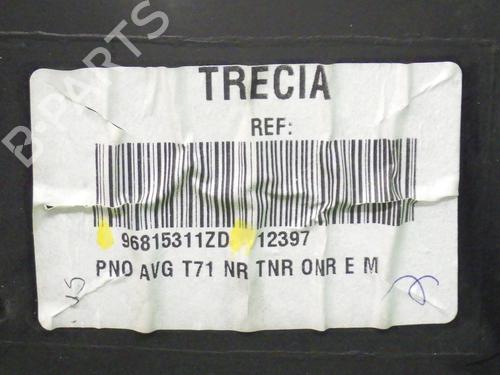 B-PARTS
TRECIA
REF:
96815311ZD 12397
PNO AVG T71 NR TNR ONR E M